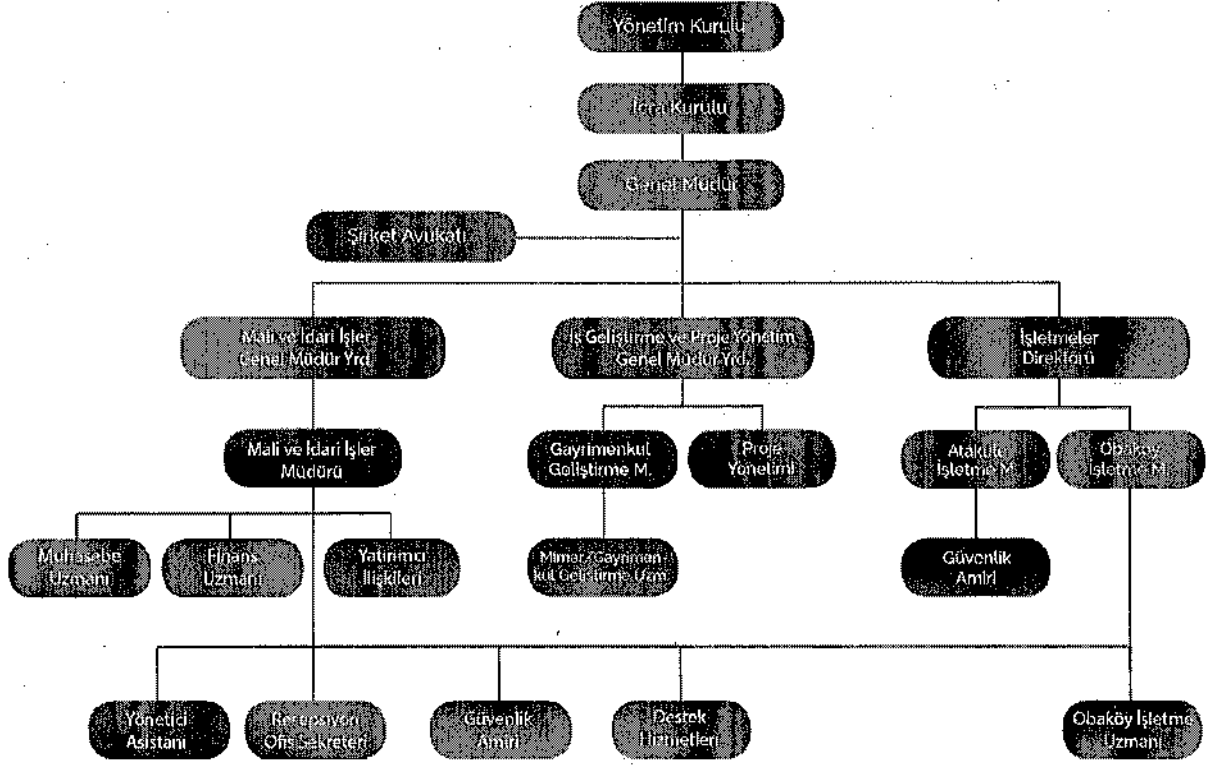 Yönetim Kurulu
İcra Kurulu
Genel Müdür
Şirket Avukatı
Mali ve İdari İşler
Genel Müdür Yrd.
İş Geliştirme ve Proje Yönetim
Genel Müdür Yrd.
İşletmeler
Direktörü
Mali ve İdari İşler
Müdürü
Gayrimenkul
Geliştirme M.
Proje
Yönetimi
Atakule
İşletme M.
Obaköy
İşletme M.
Muhasebe
Uzmanı
Finans
Uzmanı
Yatırımcı
İlişkileri
Mimar/Gayrimen
kul Geliştirme Uzm.
Güvenlik
Amiri
Yönetici
Asistanı
Resepsiyon
Ofis Sekreteri
Güvenlik
Amiri
Destek
Hizmetleri
Obaköy İşletme
Uzmanı